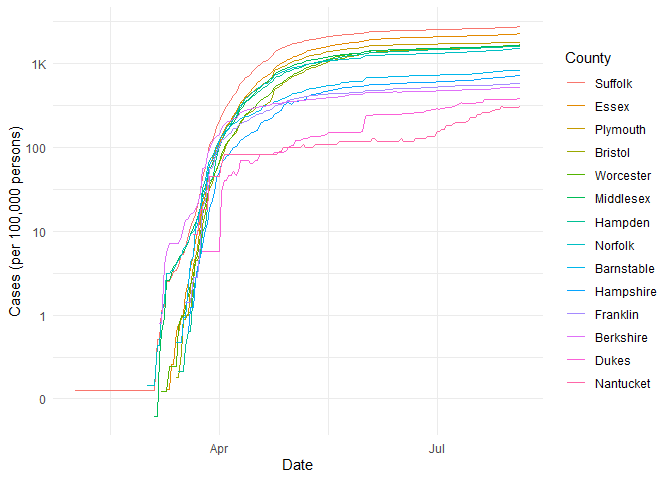 Cases (per 100,000 persons)
1K
100
10
1
0
Apr
Jul
Date
County
Suffolk
Essex
Plymouth
Bristol
Worcester
Middlesex
Hampden
Norfolk
Barnstable
Hampshire
Franklin
Berkshire
Dukes
Nantucket